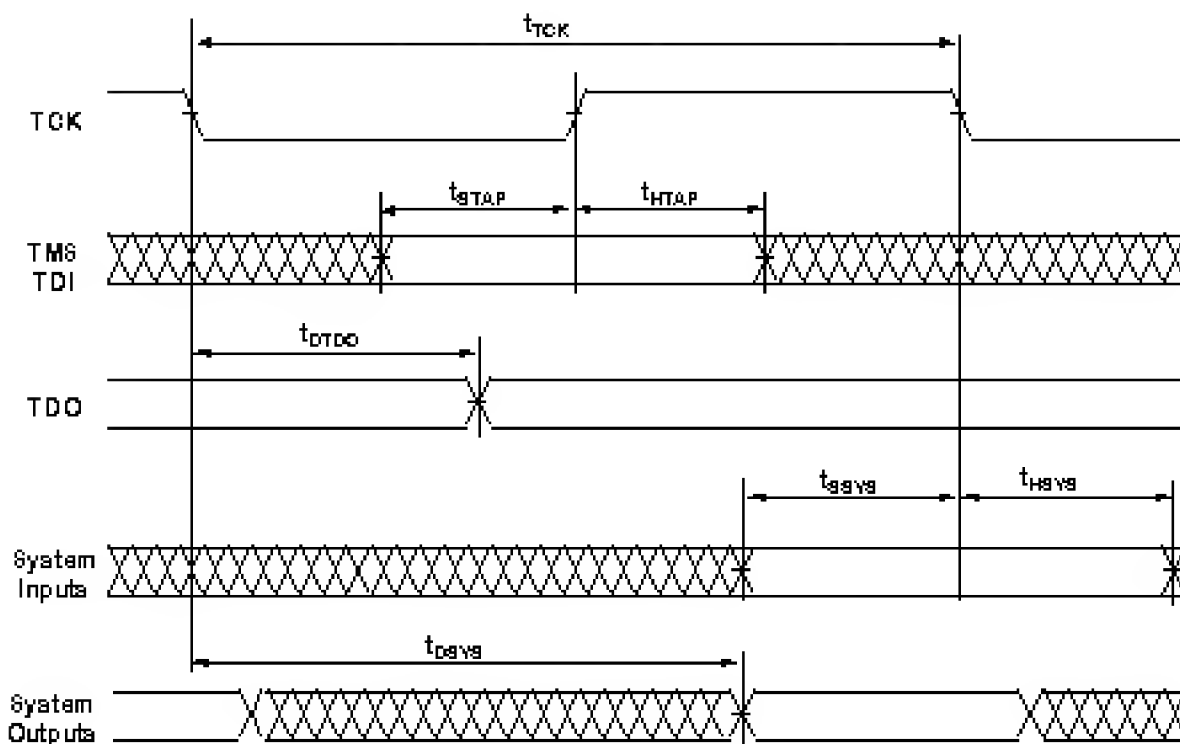 tTCK
TCK
tSTAP
tHTAP
TMS
TDI
tDTDO
TDO
tSSYS
tHSYS
System
Inputs
tDSYS
System
Outputs